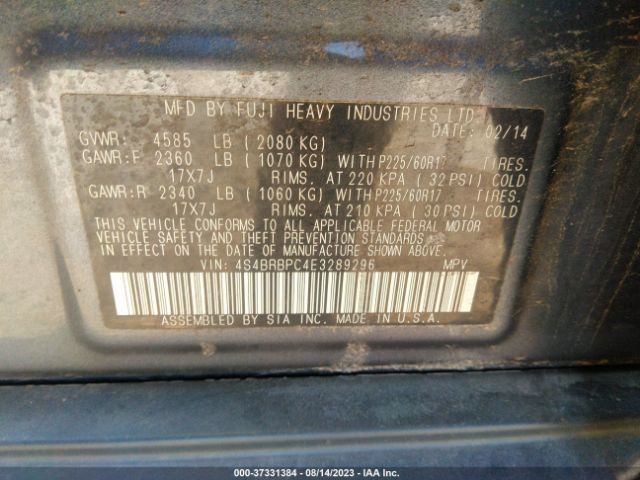 MFD BY FUJI HEAVY INDUSTRIES LTD.
DATE: 02/14
GVWR: 4585 LB (2080 KG)
GAWR:F 2360 LB (1070 KG) WITH P225/60R17 TIRES.
17X7J RIMS. AT 220 KPA (32 PSI) COLD
GAWR:R 2340 LB (1060 KG) WITH P225/60R17 TIRES.
17X7J RIMS. AT 210 KPA (30 PSI) COLD
THIS VEHICLE CONFORMS TO ALL APPLICABLE FEDERAL MOTOR
VEHICLE SAFETY AND THEFT PREVENTION STANDARDS
IN EFFECT ON THE DATE OF MANUFACTURE SHOWN ABOVE.
VIN: 4S4BRBPC4E3289296 MPV
ASSEMBLED BY SIA INC. MADE IN U.S.A.
000-37331384 - 08/14/2023 - IAA Inc.